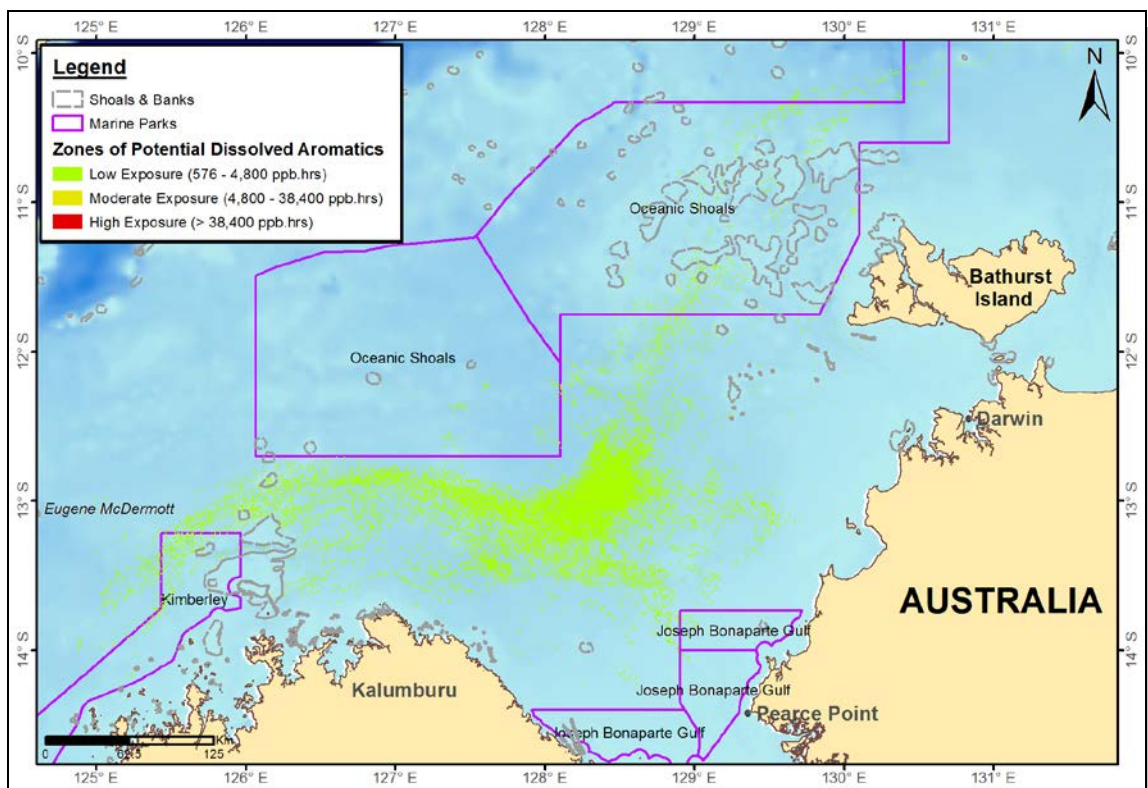 125° E 126° E 127° E 128° E 129° E 130° E 131° E
10° S 10° S
Legend
Shoals & Banks
Marine Parks
Zones of Potential Dissolved Aromatics
Low Exposure (576 - 4,800 ppb.hrs)
Moderate Exposure (4,800 - 38,400 ppb.hrs)
High Exposure (> 38,400 ppb.hrs)
N
11° S 11° S
Oceanic Shoals
Bathurst
Island
12° S 12° S
Oceanic Shoals
Darwin
13° S 13° S
Eugene McDermott
Kimberley
AUSTRALIA
Joseph Bonaparte Gulf
14° S 14° S
Kalumburu
Joseph Bonaparte Gulf
Pearce Point
Joseph Bonaparte Gulf
Km
0 62.5 125
125° E 126° E 127° E 128° E 129° E 130° E 131° E